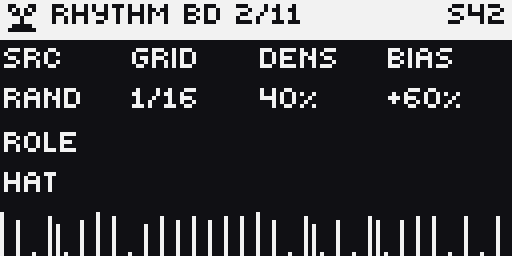 RHYTHM BD 2/11 S42
SRC GRID DENS BIAS
RAND 1/16 40% +60%
ROLE
HAT